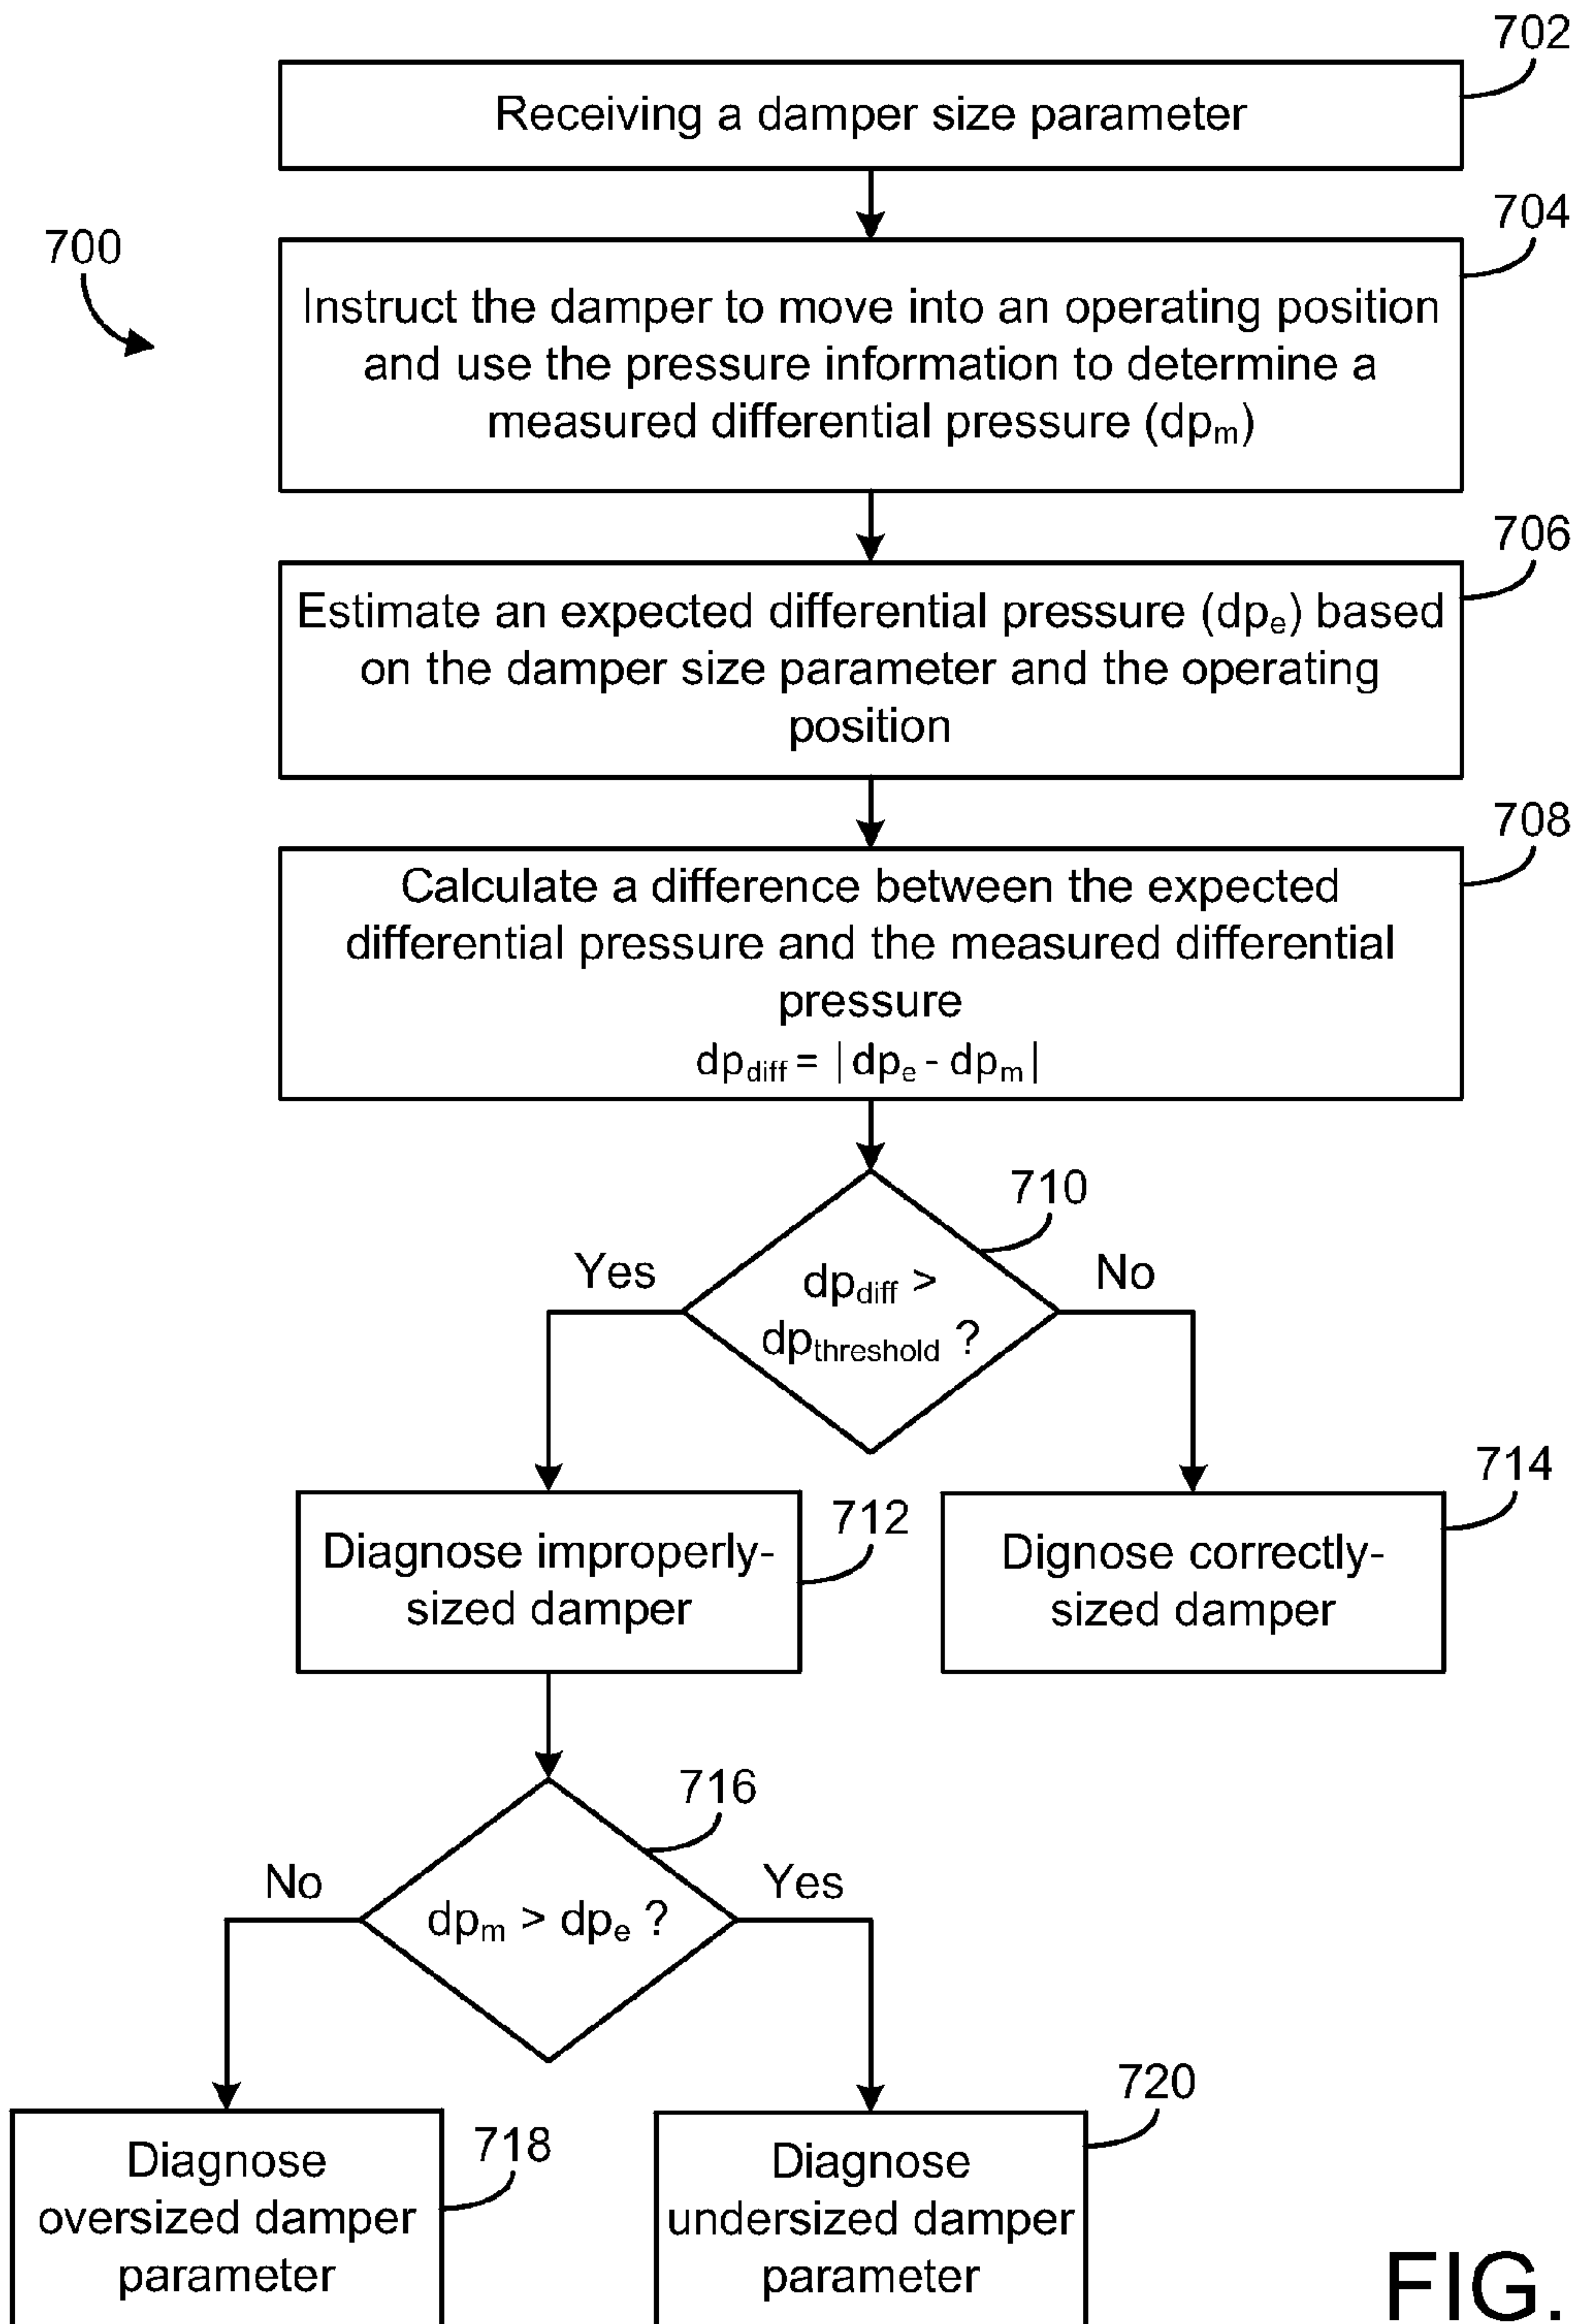 702
Receiving a damper size parameter
704
700
Instruct the damper to move into an operating position
and use the pressure information to determine a
measured differential pressure (dpm)
706
Estimate an expected differential pressure (dpe) based
on the damper size parameter and the operating
position
708
Calculate a difference between the expected
differential pressure and the measured differential
pressure
dpdiff = | dpe - dpm |
710
Yes
No
dpdiff >
dpthreshold ?
714
712
Diagnose improperly-
sized damper
Dignose correctly-
sized damper
716
No
Yes
dpm > dpe ?
720
718
Diagnose
oversized damper
parameter
Diagnose
undersized damper
parameter
FIG.